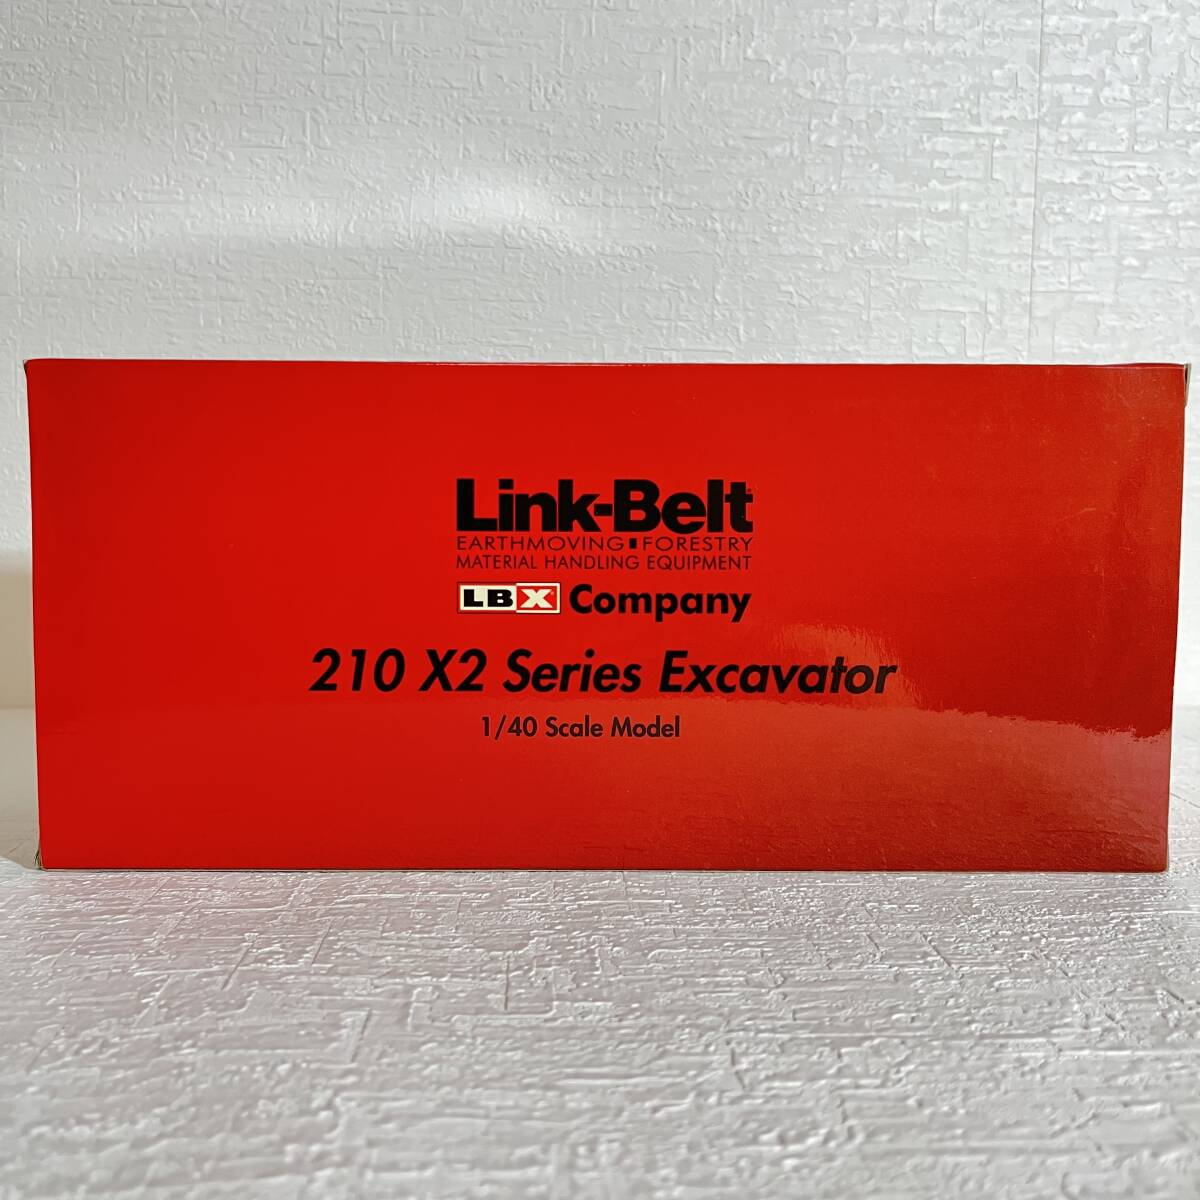 Link-Belt
EARTHMOVING ■ FORESTRY
MATERIAL HANDLING EQUIPMENT
LBX Company
210 X2 Series Excavator
1/40 Scale Model